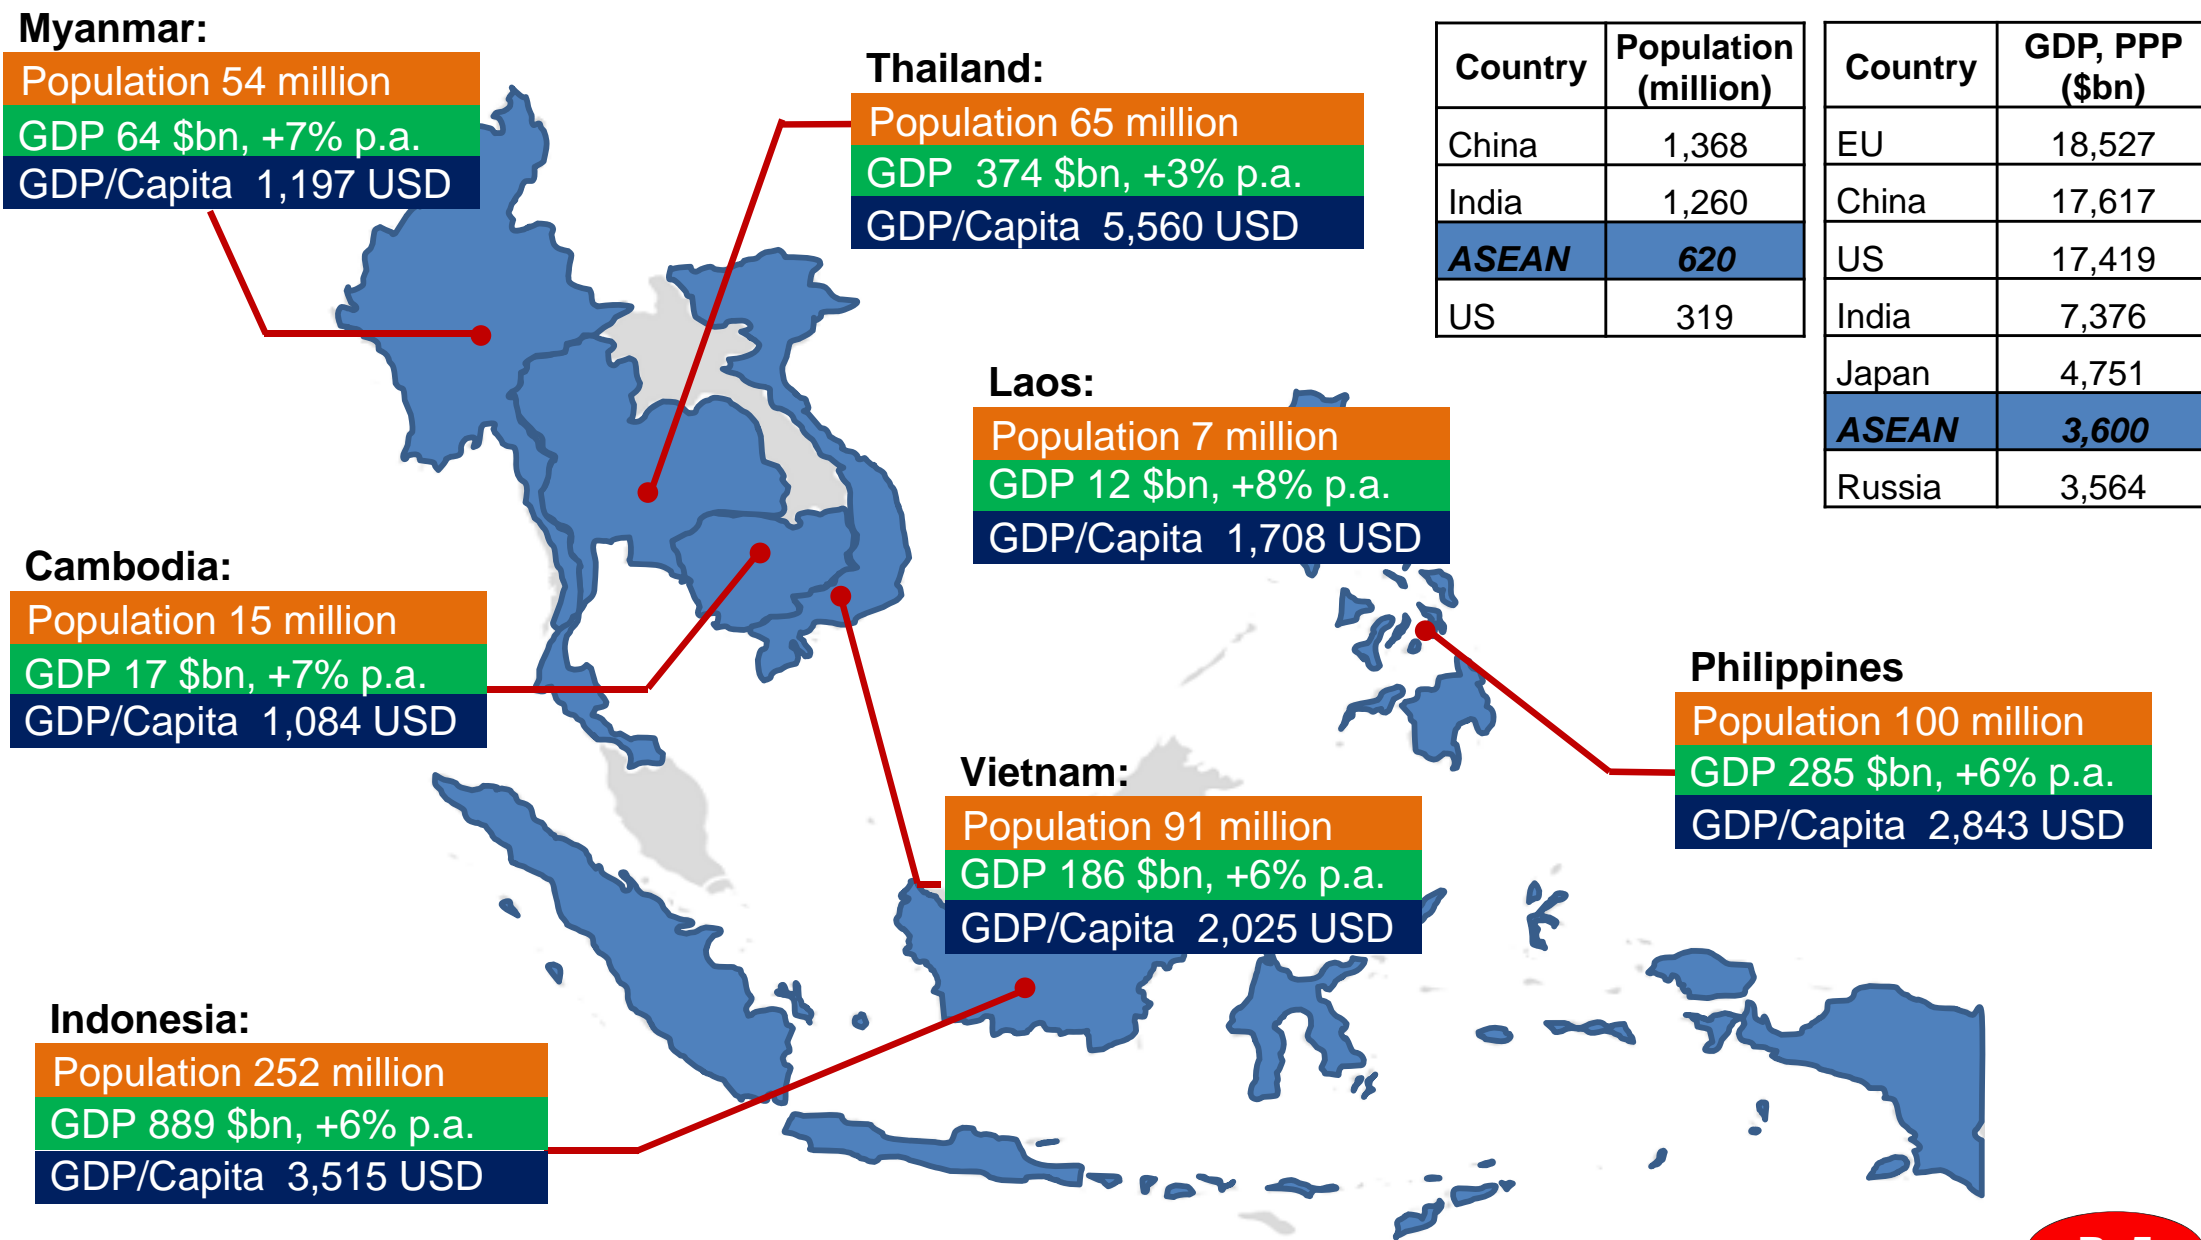 Myanmar:
Population 54 million
GDP 64 $bn, +7% p.a.
GDP/Capita 1,197 USD
Thailand:
Population 65 million
GDP 374 $bn, +3% p.a.
GDP/Capita 5,560 USD
Country Population (million)
China 1,368
India 1,260
ASEAN 620
US 319
Country GDP, PPP ($bn)
EU 18,527
China 17,617
US 17,419
India 7,376
Japan 4,751
ASEAN 3,600
Russia 3,564
Laos:
Population 7 million
GDP 12 $bn, +8% p.a.
GDP/Capita 1,708 USD
Cambodia:
Population 15 million
GDP 17 $bn, +7% p.a.
GDP/Capita 1,084 USD
Philippines
Population 100 million
GDP 285 $bn, +6% p.a.
GDP/Capita 2,843 USD
Vietnam:
Population 91 million
GDP 186 $bn, +6% p.a.
GDP/Capita 2,025 USD
Indonesia:
Population 252 million
GDP 889 $bn, +6% p.a.
GDP/Capita 3,515 USD